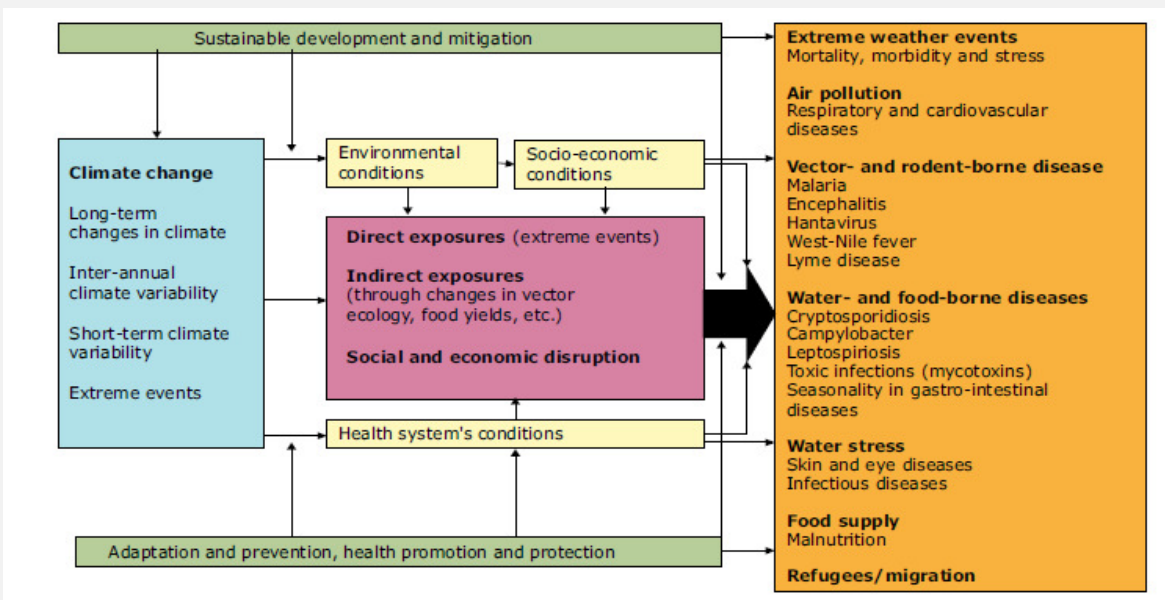 Sustainable development and mitigation
Climate change
Long-term
changes in climate
Inter-annual
climate variability
Short-term climate
variability
Extreme events
Environmental
conditions
Socio-economic
conditions
Direct exposures (extreme events)
Indirect exposures
(through changes in vector
ecology, food yields, etc.)
Social and economic disruption
Health system's conditions
Adaptation and prevention, health promotion and protection
Extreme weather events
Mortality, morbidity and stress
Air pollution
Respiratory and cardiovascular
diseases
Vector- and rodent-borne disease
Malaria
Encephalitis
Hantavirus
West-Nile fever
Lyme disease
Water- and food-borne diseases
Cryptosporidiosis
Campylobacter
Leptospiriosis
Toxic infections (mycotoxins)
Seasonality in gastro-intestinal
diseases
Water stress
Skin and eye diseases
Infectious diseases
Food supply
Malnutrition
Refugees/migration